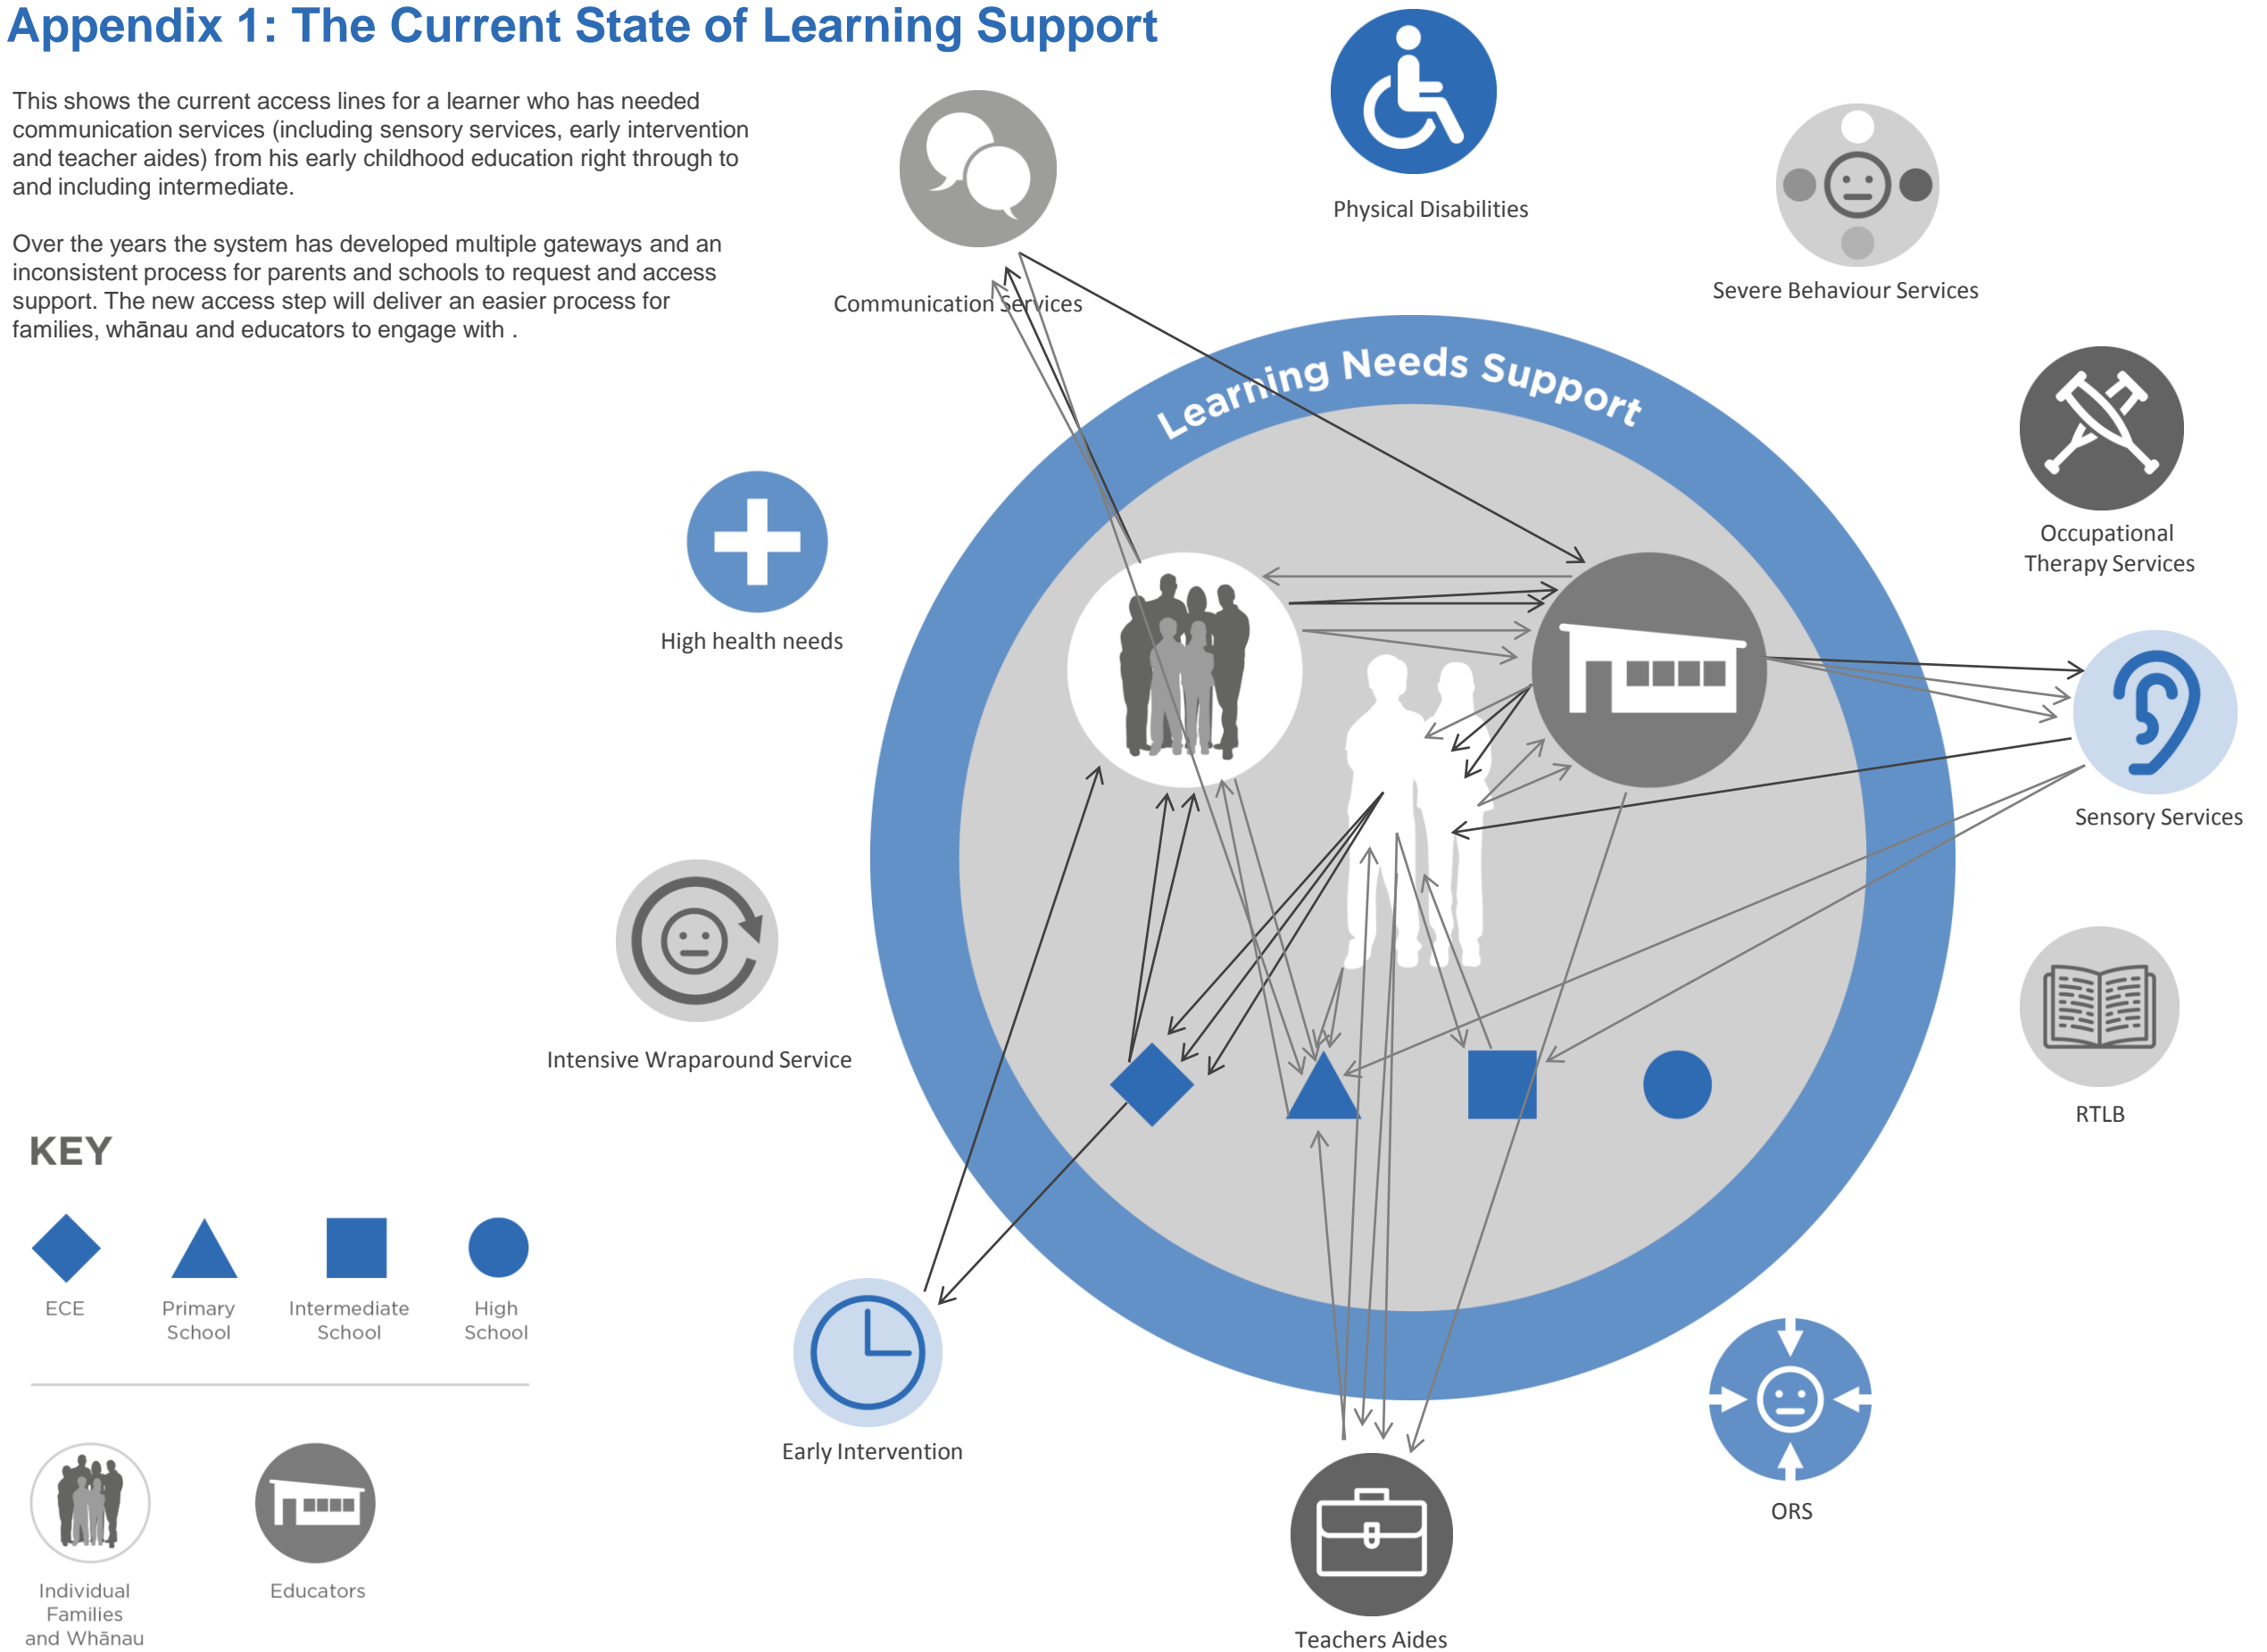 Appendix 1: The Current State of Learning Support
This shows the current access lines for a learner who has needed
communication services (including sensory services, early intervention
and teacher aides) from his early childhood education right through to
and including intermediate.
Over the years the system has developed multiple gateways and an
inconsistent process for parents and schools to request and access
support. The new access step will deliver an easier process for
families, whānau and educators to engage with .
Communication Services
Physical Disabilities
Severe Behaviour Services
Learning Needs Support
Occupational
Therapy Services
High health needs
Sensory Services
Intensive Wraparound Service
RTLB
Early Intervention
ORS
Teachers Aides
KEY
ECE
Primary
School
Intermediate
School
High
School
Individual
Families
and Whānau
Educators